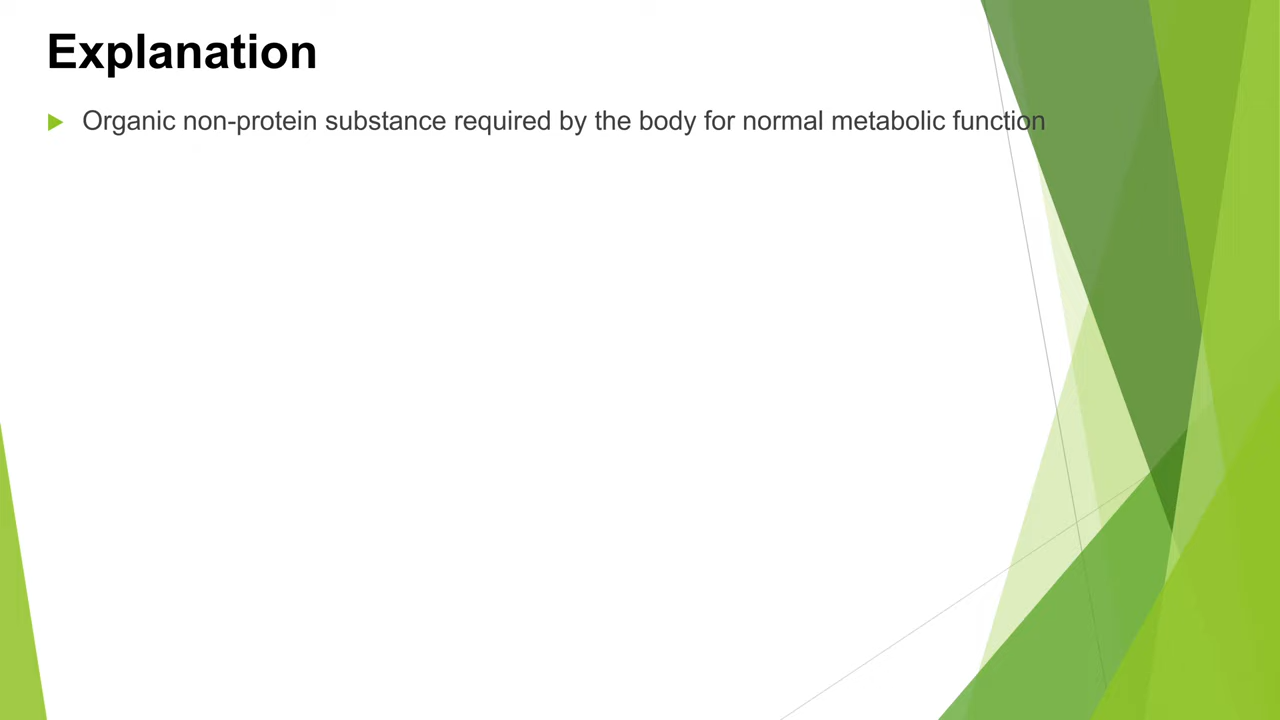 Explanation
Organic non-protein substance required by the body for normal metabolic function